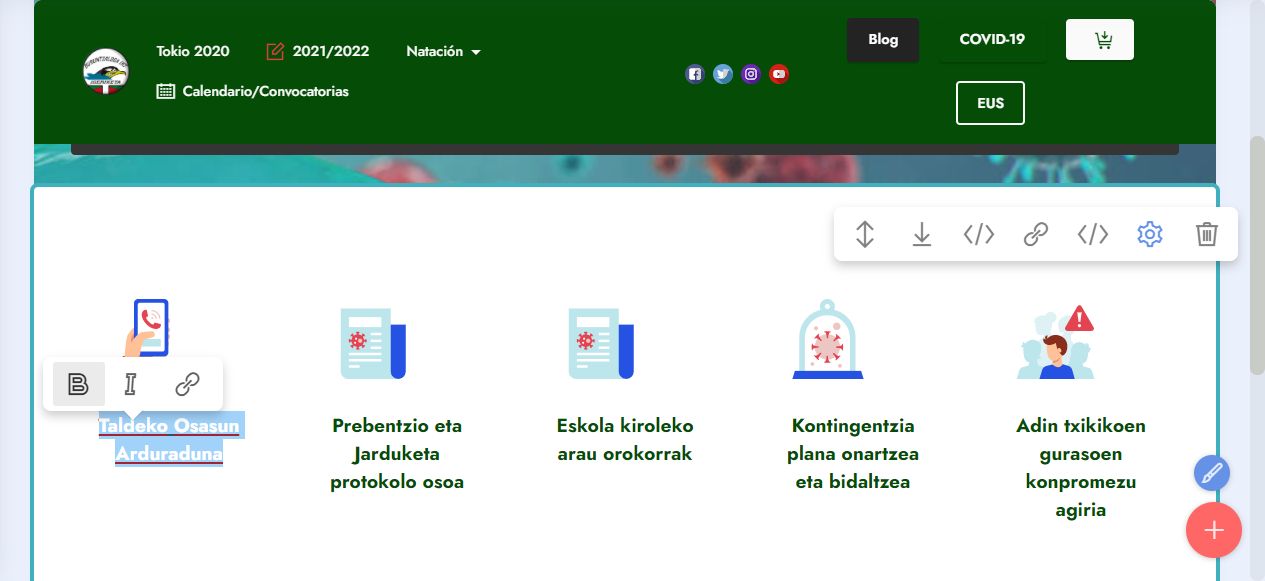 Tokio 2020
2021/2022
Natación
Calendario/Convocatorias
Blog
COVID-19
EUS
B I
Taldeko Osasun
Arduraduna
Prebentzio eta
Jarduketa
protokolo osoa
Eskola kiroleko
arau orokorrak
Kontingentzia
plana onartzea
eta bidaltzea
Adin txikikoen
gurasoen
konpromezu
agiria